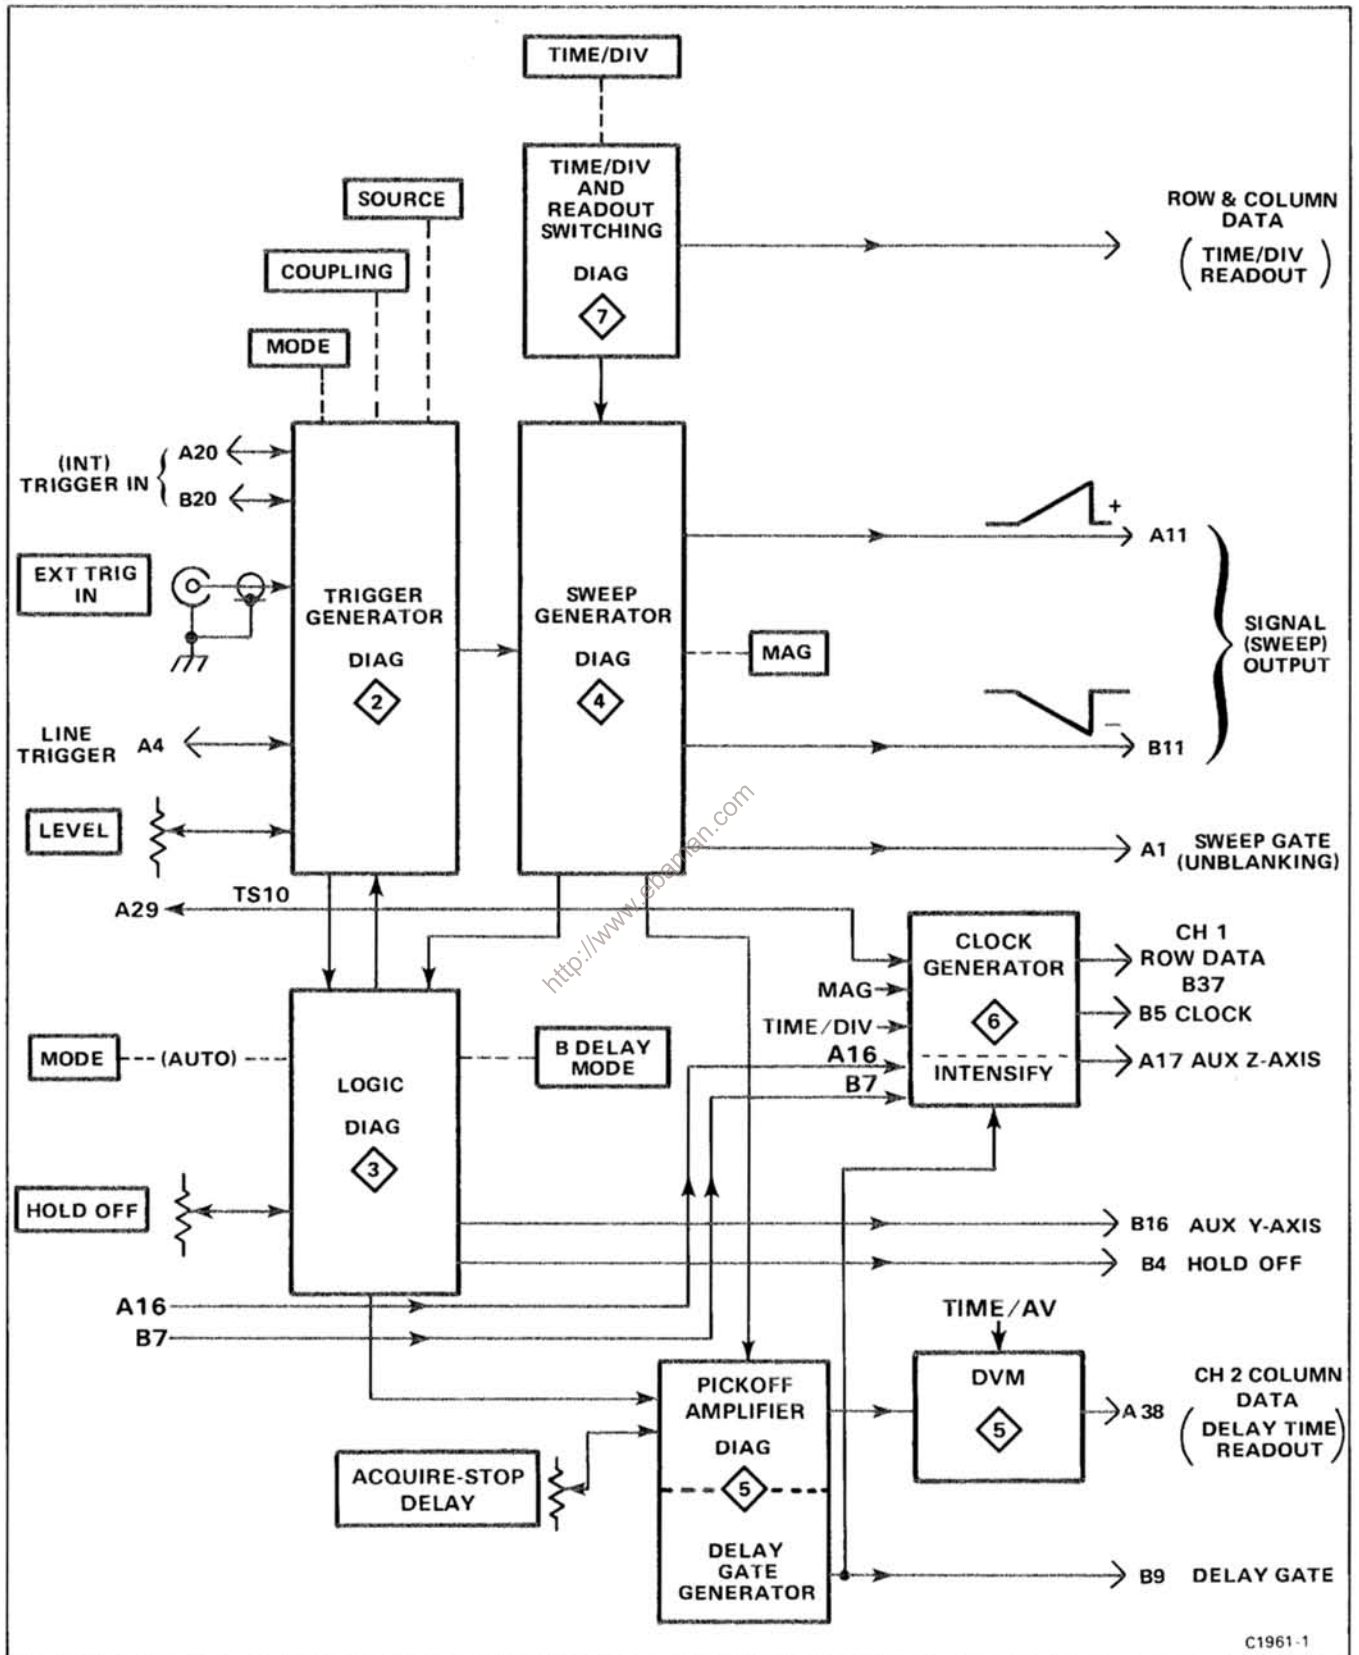 TIME/DIV
TIME/DIV
AND
READOUT
SWITCHING
DIAG
7
SOURCE
COUPLING
MODE
ROW & COLUMN
DATA
(TIME/DIV
READOUT)
(INT)
TRIGGER IN
A20
B20
EXT TRIG
IN
LINE
TRIGGER
A4
LEVEL
TRIGGER
GENERATOR
DIAG
2
SWEEP
GENERATOR
DIAG
4
MAG
+
A11
SIGNAL
(SWEEP)
OUTPUT
−
B11
A1 SWEEP GATE
(UNBLANKING)
http://www.ebaman.com
A29
TS10
CLOCK
GENERATOR
6
INTENSIFY
MAG
TIME/DIV
A16
B7
CH 1
ROW DATA
B37
B5 CLOCK
A17 AUX Z-AXIS
MODE
(AUTO)
LOGIC
DIAG
3
B DELAY
MODE
HOLD OFF
B16 AUX Y-AXIS
B4 HOLD OFF
A16
B7
PICKOFF
AMPLIFIER
DIAG
5
DELAY
GATE
GENERATOR
TIME/AV
DVM
5
A38
CH 2 COLUMN
DATA
(DELAY TIME
READOUT)
ACQUIRE-STOP
DELAY
B9 DELAY GATE
C1961-1